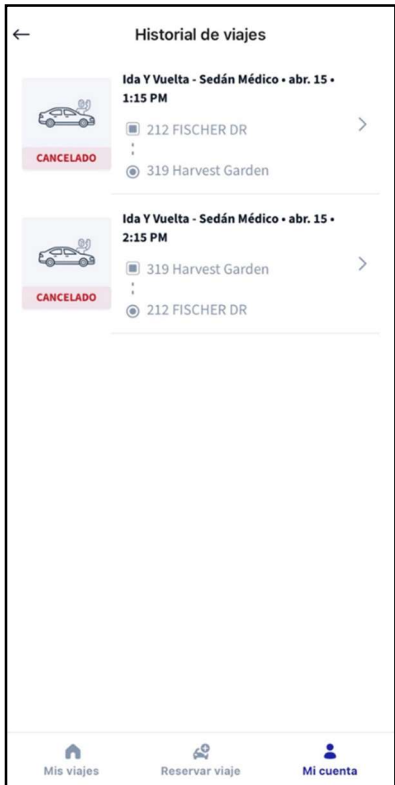 Historial de viajes
Ida Y Vuelta - Sedán Médico • abr. 15 •
1:15 PM
212 FISCHER DR
CANCELADO
319 Harvest Garden
Ida Y Vuelta - Sedán Médico • abr. 15 •
2:15 PM
319 Harvest Garden
CANCELADO
212 FISCHER DR
Mis viajes
Reservar viaje
Mi cuenta